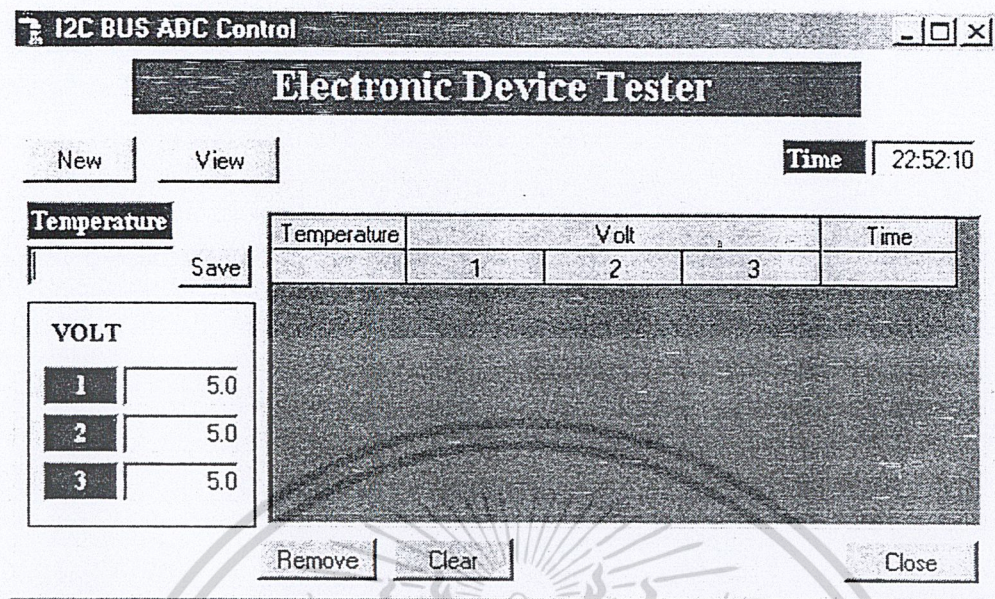 I2C BUS ADC Control
Electronic Device Tester
New View Time 22:52:10
Temperature
Save
Temperature Volt Time
1 2 3
VOLT
1 5.0
2 5.0
3 5.0
Remove Clear Close